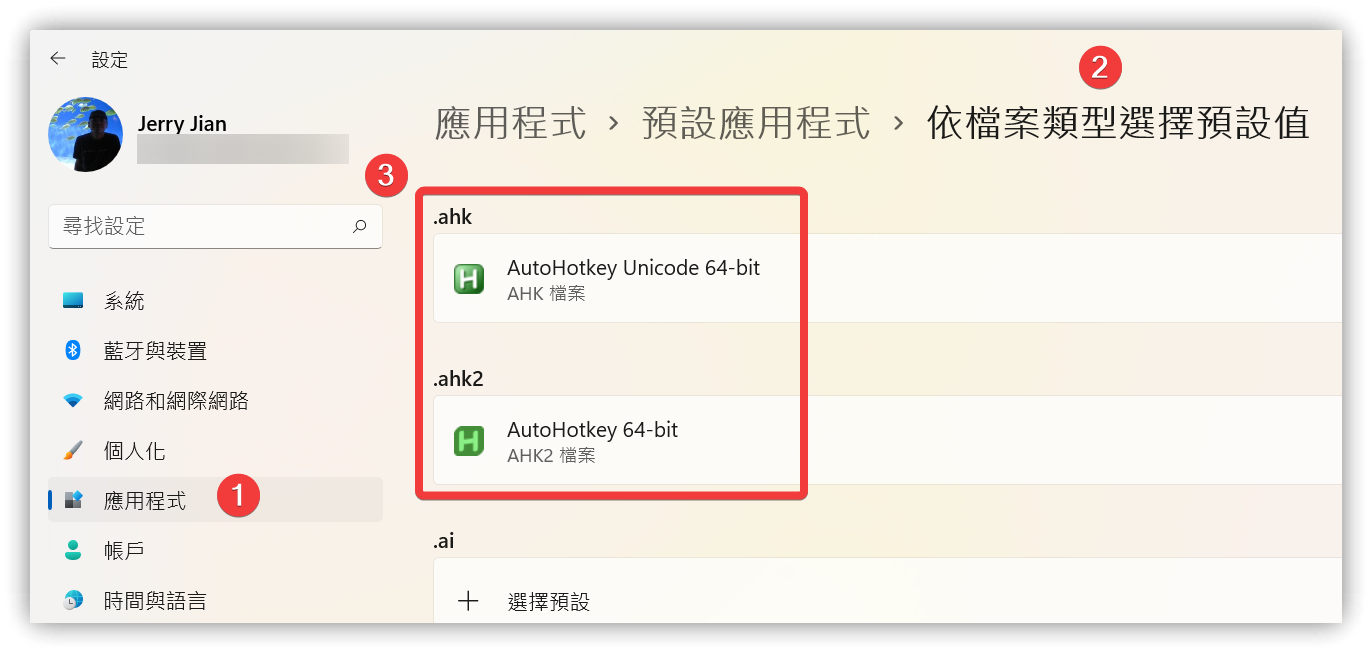 設定
Jerry Jian
尋找設定
系統
藍牙與裝置
網路和網際網路
個人化
應用程式
1
帳戶
時間與語言
2
應用程式 › 預設應用程式 › 依檔案類型選擇預設值
3
.ahk
AutoHotkey Unicode 64-bit
AHK 檔案
.ahk2
AutoHotkey 64-bit
AHK2 檔案
.ai
選擇預設